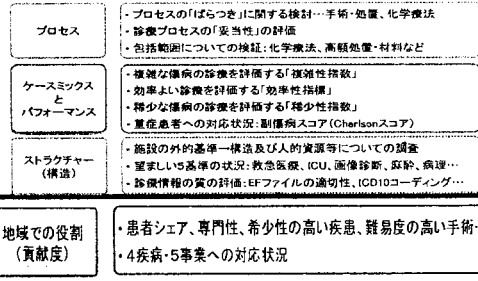 プロセス
・プロセスの「ばらつき」に関する検討…手術・処置、化学療法
・診療プロセスの「妥当性」の評価
・包括範囲についての検証:化学療法、高額処置・材料など
ケースミックス
と
パフォーマンス
・複雑な傷病の診療を評価する「複雑性指数」
・効率よい診療を評価する「効率性指標」
・稀少な傷病の診療を評価する「稀少性指数」
・重症患者への対応状況:副傷病スコア(Charlsonスコア)
ストラクチャー
(構造)
・施設の外的基準―構造及び人的資源等についての調査
・望ましい5基準の状況:救急医療、ICU、画像診断、麻酔、病理…
・診療情報の質の評価:EFファイルの適切性、ICD10コーディング…
地域での役割
(貢献度)
・患者シェア、専門性、希少性の高い疾患、難易度の高い手術・
・4疾病・5事業への対応状況